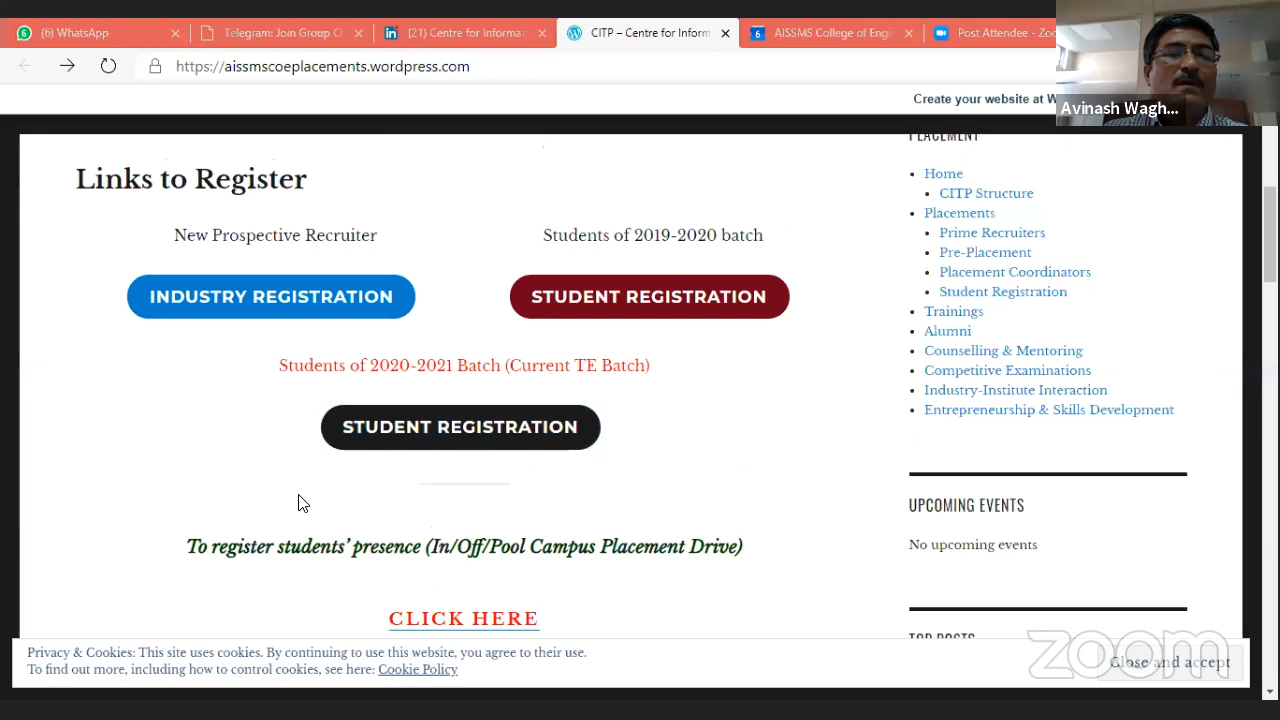 (6) WhatsApp
Telegram: Join Group C
(21) Centre for Informat
CITP – Centre for Inform
AISSMS College of Engin
Post Attendee - Zoo
https://aissmscoeplacements.wordpress.com
Create your website at W
Avinash Wagh...
Links to Register
New Prospective Recruiter
Students of 2019-2020 batch
INDUSTRY REGISTRATION
STUDENT REGISTRATION
Students of 2020-2021 Batch (Current TE Batch)
STUDENT REGISTRATION
To register students' presence (In/Off/Pool Campus Placement Drive)
CLICK HERE
PLACEMENT
Home
CITP Structure
Placements
Prime Recruiters
Pre-Placement
Placement Coordinators
Student Registration
Trainings
Alumni
Counselling & Mentoring
Competitive Examinations
Industry-Institute Interaction
Entrepreneurship & Skills Development
UPCOMING EVENTS
No upcoming events
TOP POSTS
Privacy & Cookies: This site uses cookies. By continuing to use this website, you agree to their use.
To find out more, including how to control cookies, see here: Cookie Policy
Close and accept
zoom